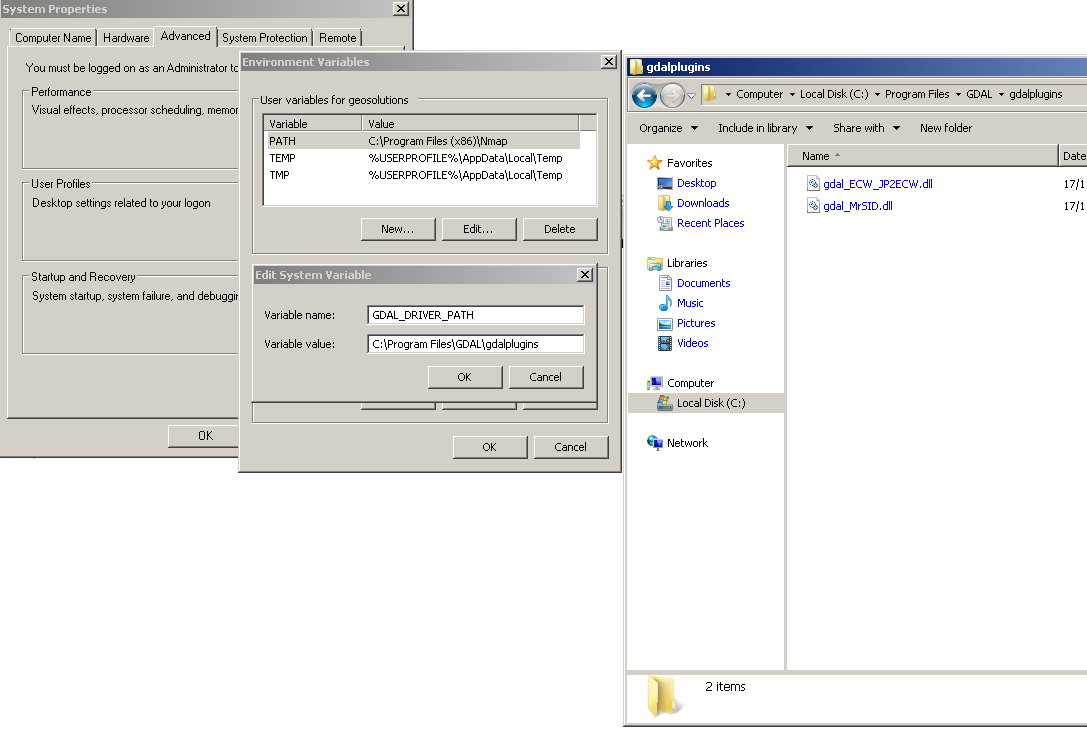 System Properties
Computer Name Hardware Advanced System Protection Remote
You must be logged on as an Administrator to
Performance
Visual effects, processor scheduling, memor
User Profiles
Desktop settings related to your logon
Startup and Recovery
System startup, system failure, and debuggin
OK
Environment Variables
User variables for geosolutions
Variable Value
PATH C:\Program Files (x86)\Nmap
TEMP %USERPROFILE%\AppData\Local\Temp
TMP %USERPROFILE%\AppData\Local\Temp
New... Edit... Delete
Edit System Variable
Variable name: GDAL_DRIVER_PATH
Variable value: C:\Program Files\GDAL\gdalplugins
OK Cancel
OK Cancel
gdalplugins
Computer Local Disk (C:) Program Files GDAL gdalplugins
Organize Include in library Share with New folder
Favorites
Desktop
Downloads
Recent Places
Libraries
Documents
Music
Pictures
Videos
Computer
Local Disk (C:)
Network
Name Date
gdal_ECW_JP2ECW.dll 17/1
gdal_MrSID.dll 17/1
2 items